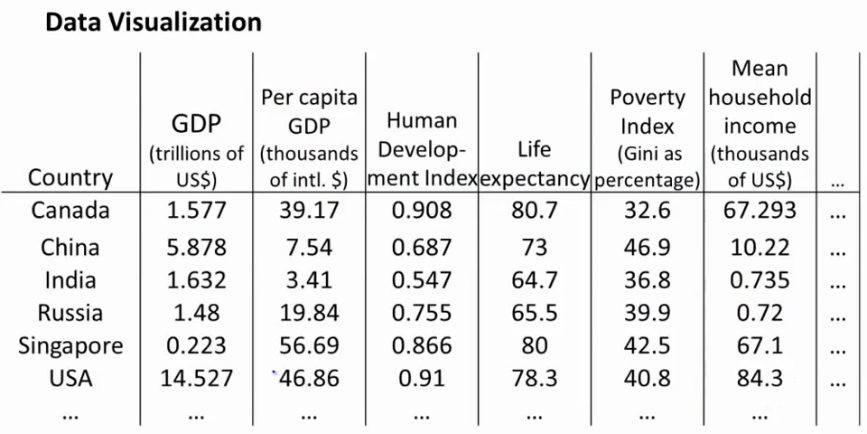 Data Visualization
Mean
Per capita Poverty household
GDP GDP Human Index income
(trillions of (thousands Develop- Life (Gini as (thousands
Country US$) of intl. $) ment Index expectancy percentage) of US$) ...
Canada 1.577 39.17 0.908 80.7 32.6 67.293 ...
China 5.878 7.54 0.687 73 46.9 10.22 ...
India 1.632 3.41 0.547 64.7 36.8 0.735 ...
Russia 1.48 19.84 0.755 65.5 39.9 0.72 ...
Singapore 0.223 56.69 0.866 80 42.5 67.1 ...
USA 14.527 46.86 0.91 78.3 40.8 84.3 ...
... ... ... ... ... ... ...